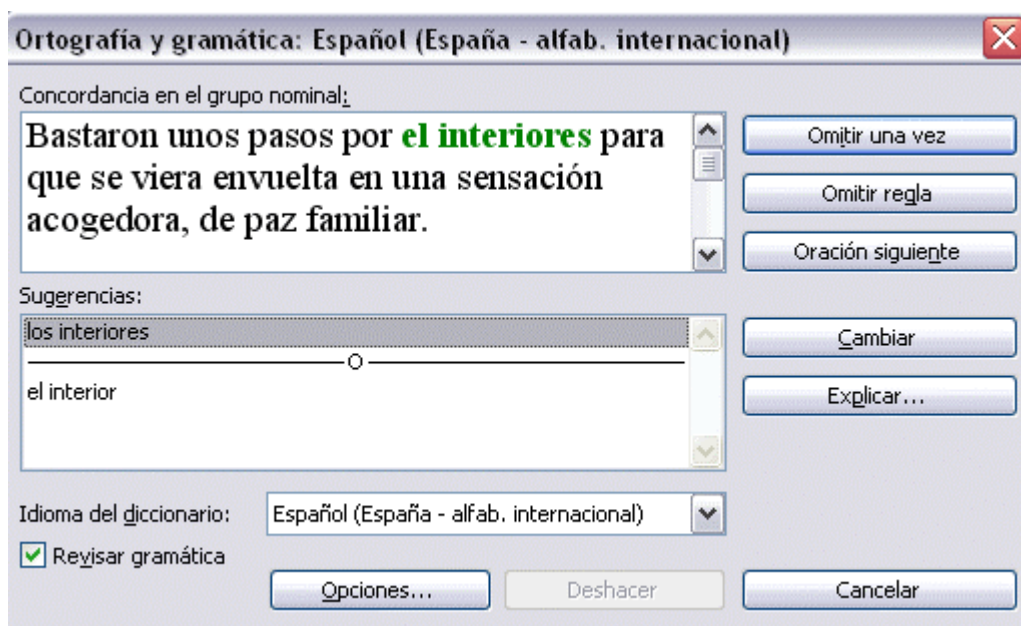 Ortografía y gramática: Español (España - alfab. internacional)
Concordancia en el grupo nominal:
Bastaron unos pasos por el interiores para
que se viera envuelta en una sensación
acogedora, de paz familiar.
Omitir una vez
Omitir regla
Oración siguiente
Sugerencias:
los interiores
O
el interior
Cambiar
Explicar...
Idioma del diccionario:
Español (España - alfab. internacional)
Revisar gramática
Opciones...
Deshacer
Cancelar